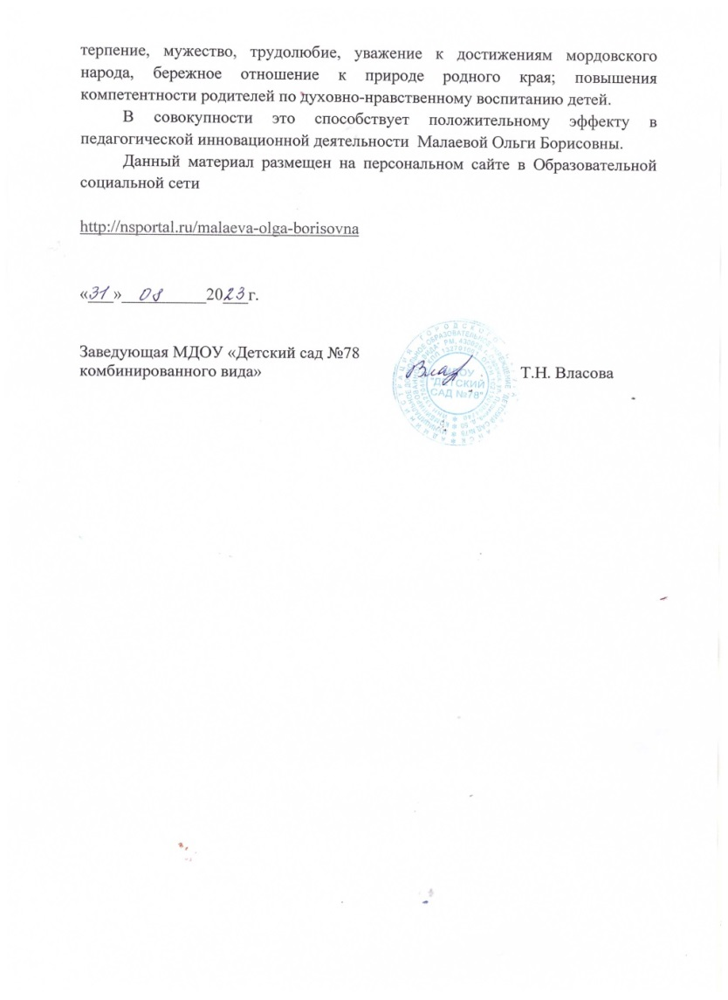 терпение, мужество, трудолюбие, уважение к достижениям мордовского
народа, бережное отношение к природе родного края; повышения
компетентности родителей по духовно-нравственному воспитанию детей.
В совокупности это способствует положительному эффекту в
педагогической инновационной деятельности Малаевой Ольги Борисовны.
Данный материал размещен на персональном сайте в Образовательной
социальной сети
http://nsportal.ru/malaeva-olga-borisovna
«31» 08 2023г.
Заведующая МДОУ «Детский сад №78
комбинированного вида»
Т.Н. Власова
МДОУ
"ДЕТСКИЙ
САД №78"